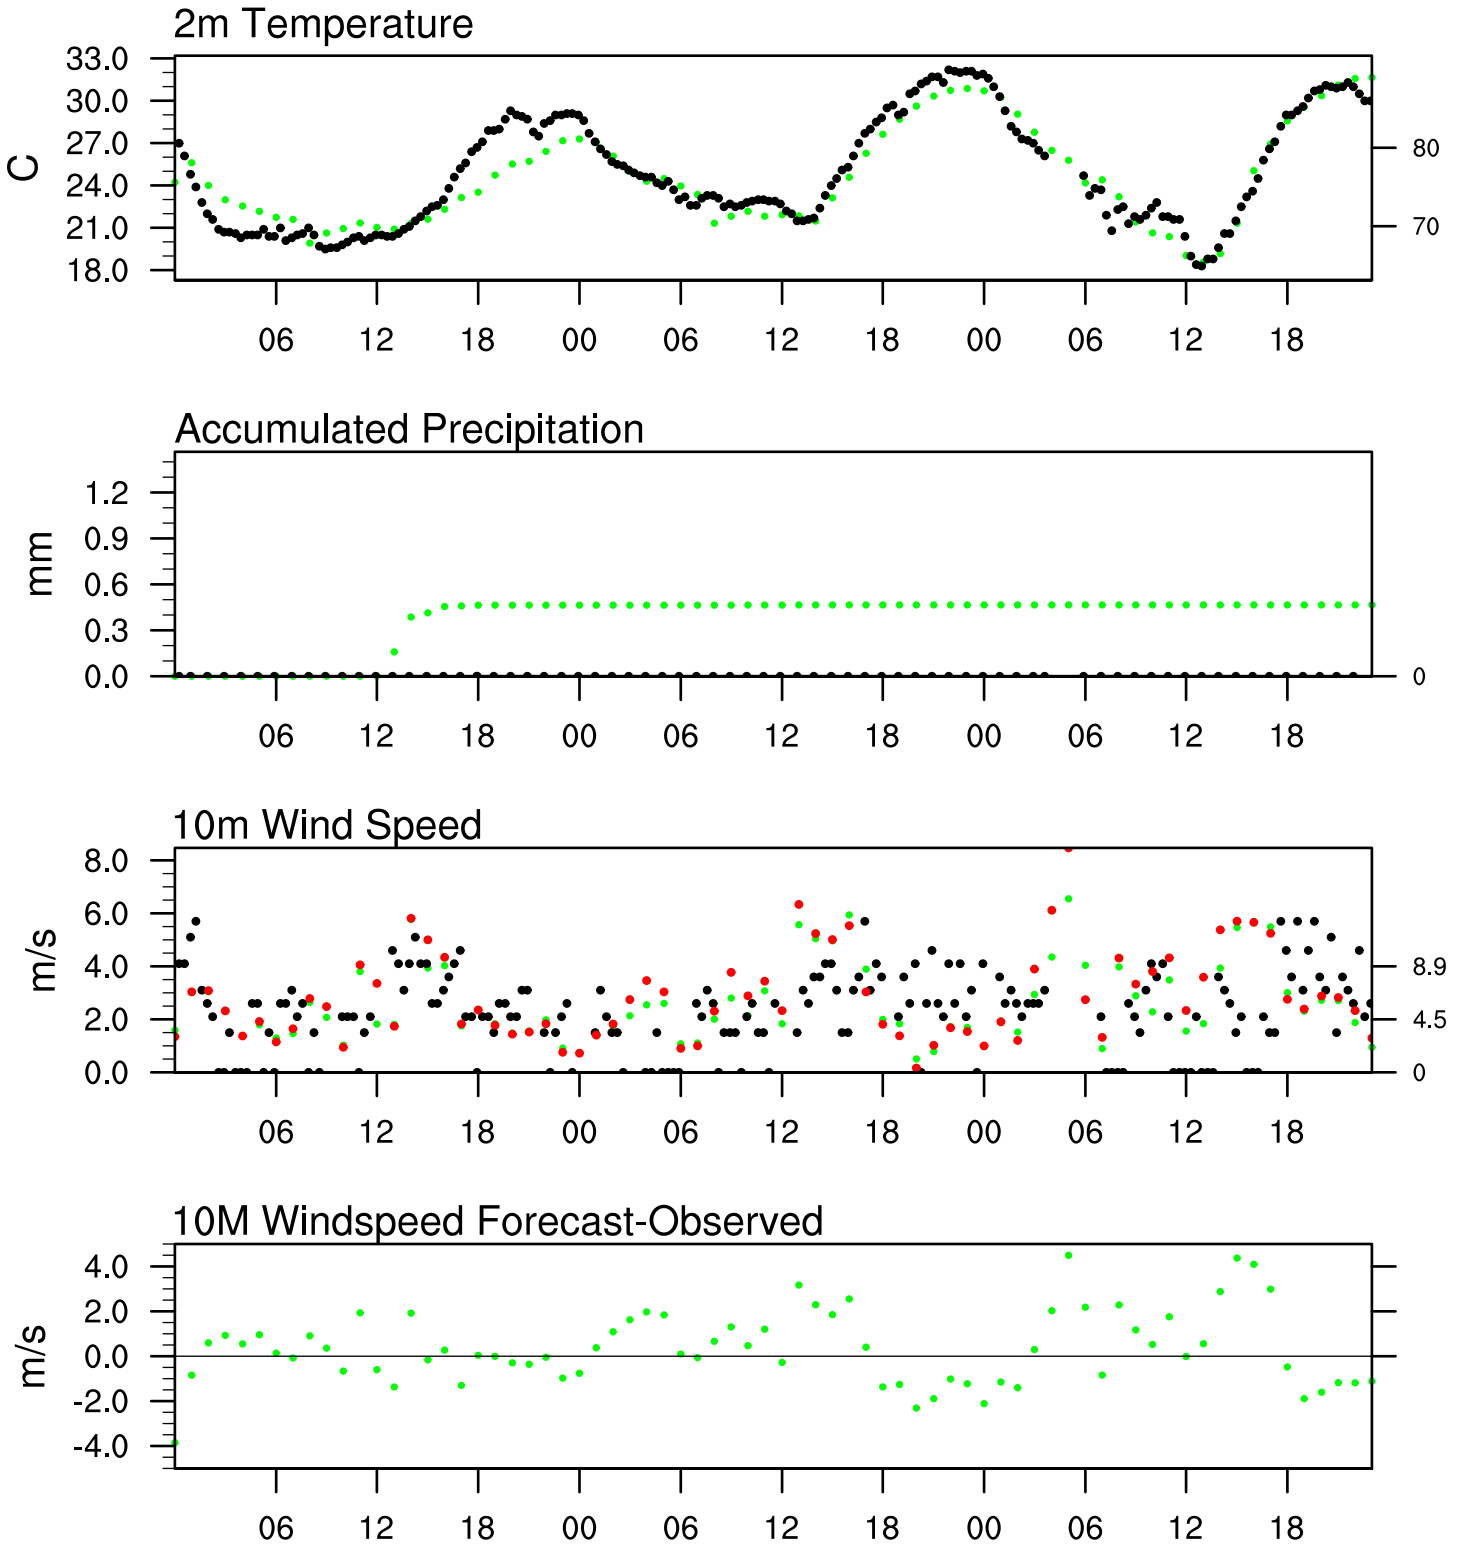 2m Temperature
33.0
30.0
27.0
24.0
21.0
18.0
C
80
70
06 12 18 00 06 12 18 00 06 12 18
Accumulated Precipitation
1.2
0.9
0.6
0.3
0.0
mm
0
06 12 18 00 06 12 18 00 06 12 18
10m Wind Speed
8.0
6.0
4.0
2.0
0.0
m/s
8.9
4.5
0
06 12 18 00 06 12 18 00 06 12 18
10M Windspeed Forecast-Observed
4.0
2.0
0.0
-2.0
-4.0
m/s
06 12 18 00 06 12 18 00 06 12 18